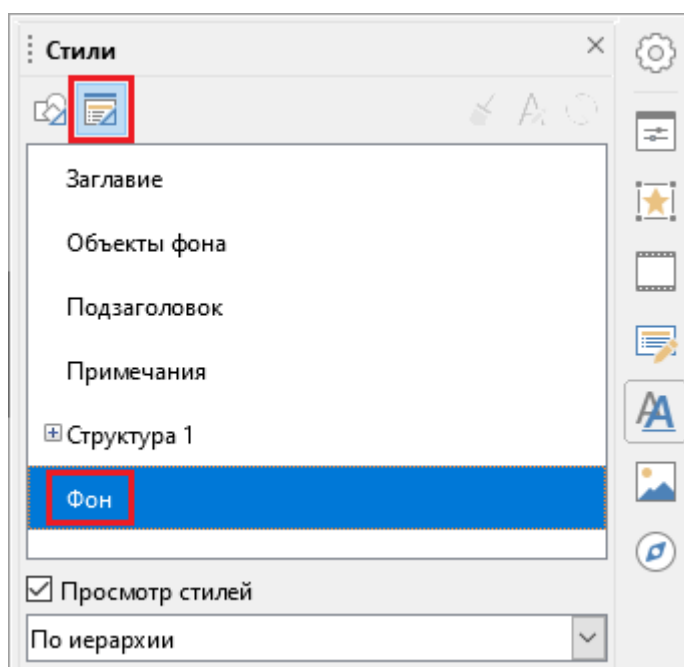 Стили
Заглавие
Объекты фона
Подзаголовок
Примечания
Структура 1
Фон
Просмотр стилей
По иерархии